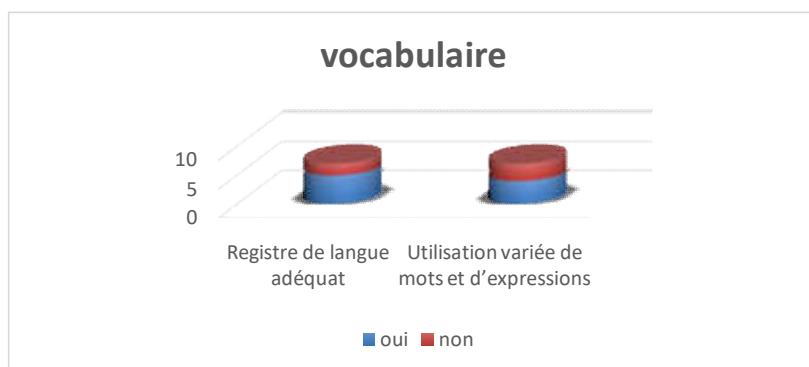 vocabulaire
10
5
0
Registre de langue
adéquat
Utilisation variée de
mots et d’expressions
oui
non